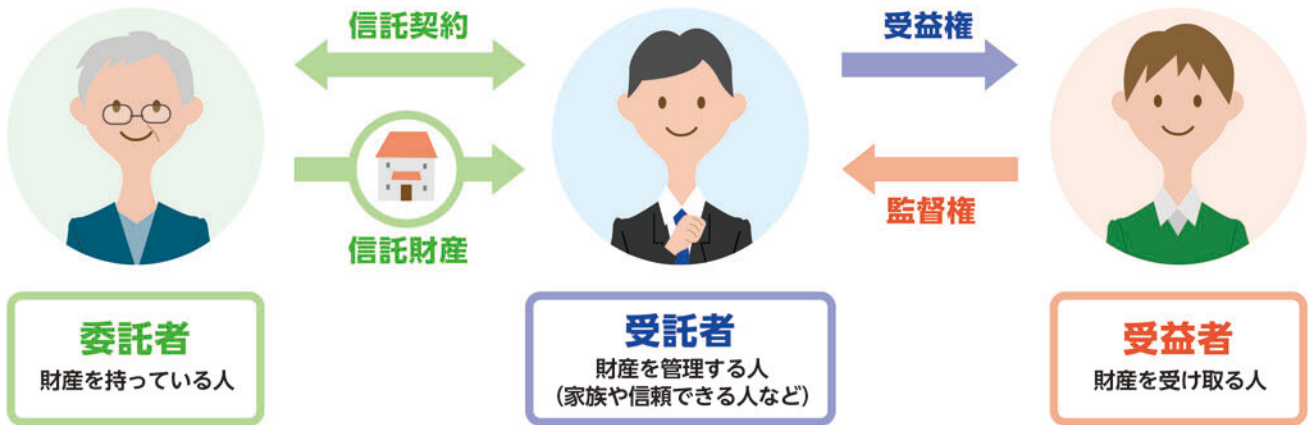 信託契約
受益権
信託財産
監督権
委託者
財産を持っている人
受託者
財産を管理する人
（家族や信頼できる人など）
受益者
財産を受け取る人